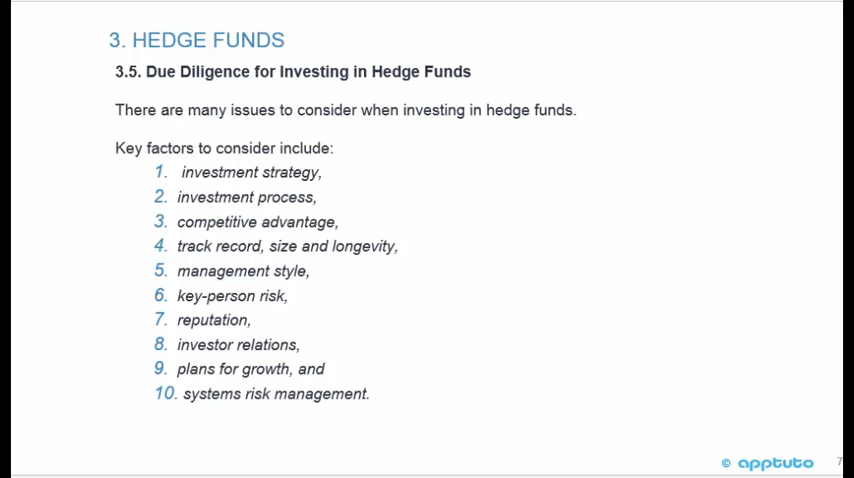 3. HEDGE FUNDS
3.5. Due Diligence for Investing in Hedge Funds
There are many issues to consider when investing in hedge funds.
Key factors to consider include:
1. investment strategy,
2. investment process,
3. competitive advantage,
4. track record, size and longevity,
5. management style,
6. key-person risk,
7. reputation,
8. investor relations,
9. plans for growth, and
10. systems risk management.
© apptuto
7